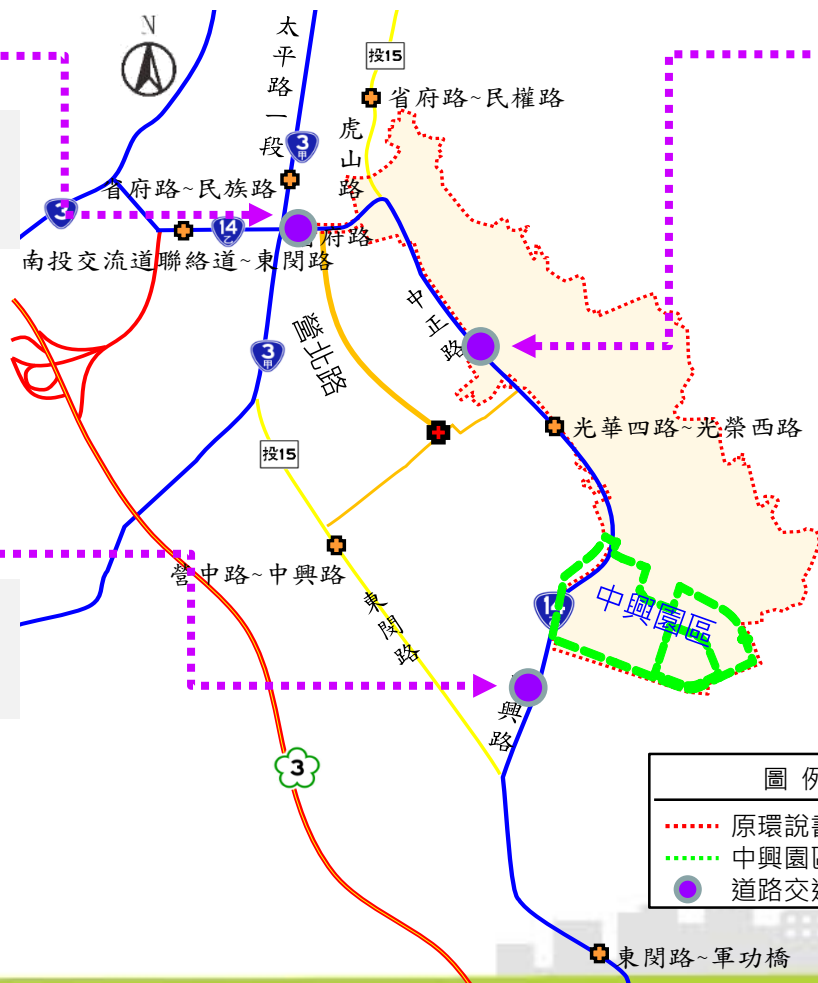 N
太平路一段
投15
省府路~民權路
虎山路
3甲
省府路~民族路
3
14乙
府路
南投交流道聯絡道~東閔路
中正路
營北路
3甲
光華四路~光榮西路
投15
營中路~中興路
中興園區
14
東閔路
興路
3
圖 例
原環說書
中興園區
道路交通
東閔路~軍功橋